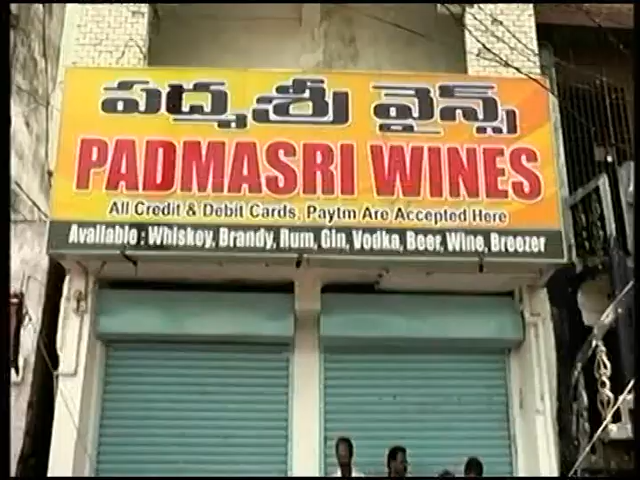 పద్మశ్రీ వైన్స్
PADMASRI WINES
All Credit & Debit Cards, Paytm Are Accepted Here
Available : Whiskey, Brandy, Rum, Gin, Vodka, Beer, Wine, Breezer